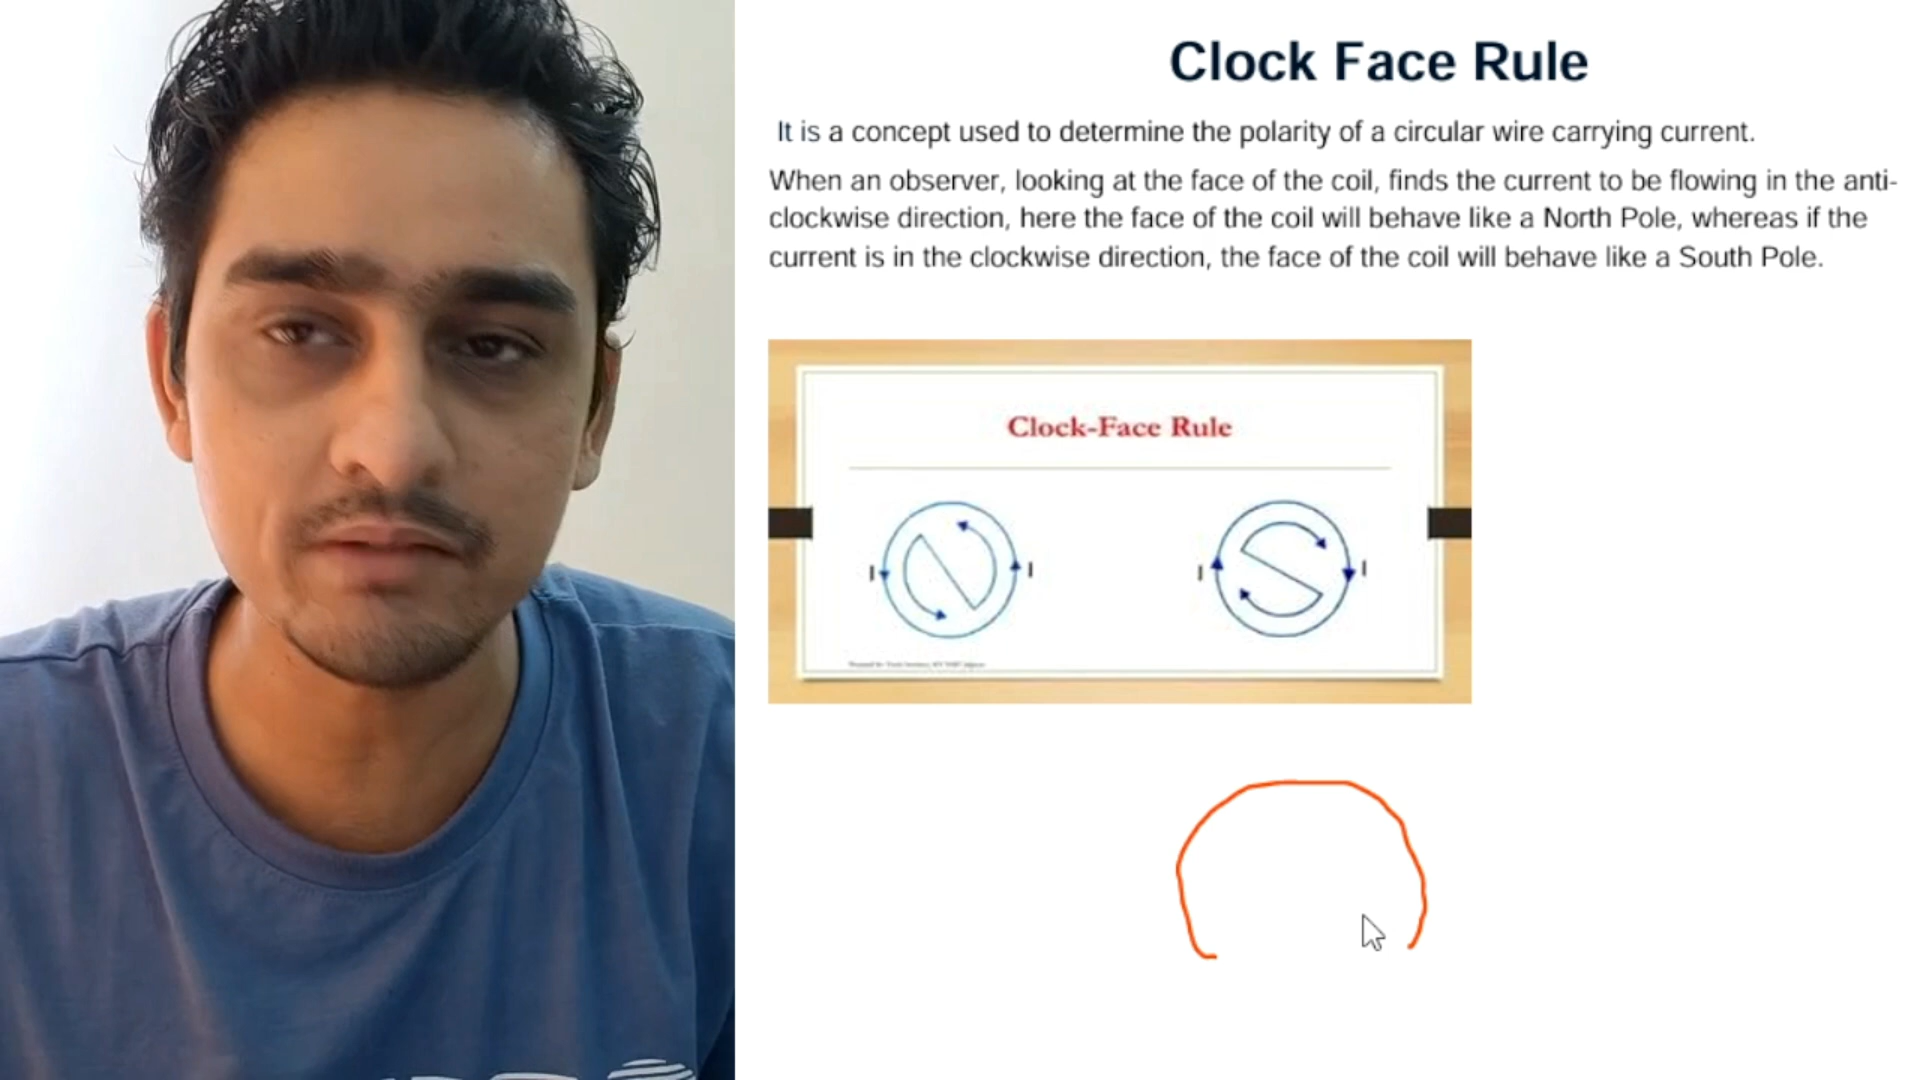 Clock Face Rule
It is a concept used to determine the polarity of a circular wire carrying current.
When an observer, looking at the face of the coil, finds the current to be flowing in the anti-
clockwise direction, here the face of the coil will behave like a North Pole, whereas if the
current is in the clockwise direction, the face of the coil will behave like a South Pole.
Clock-Face Rule
I I I I